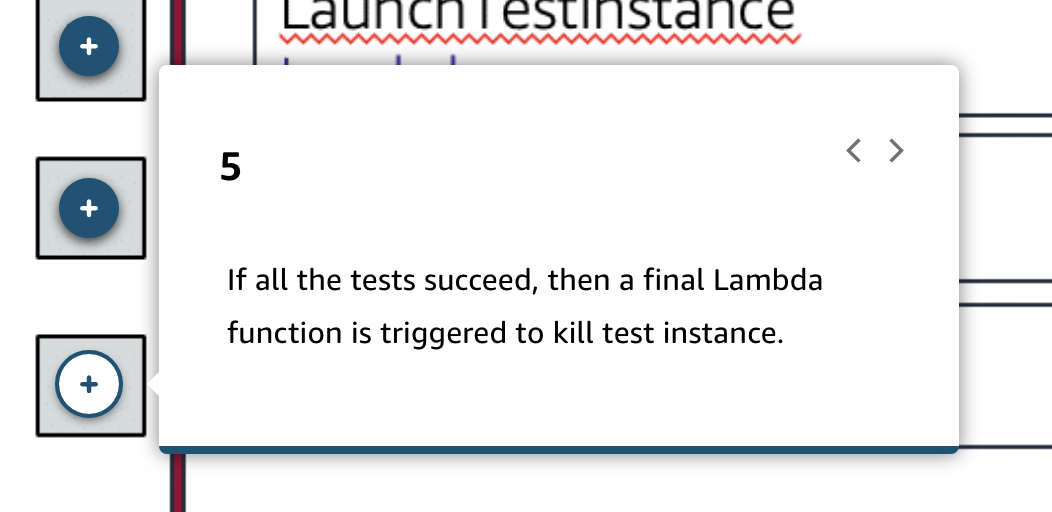 LaunchTestInstance
5
If all the tests succeed, then a final Lambda
function is triggered to kill test instance.